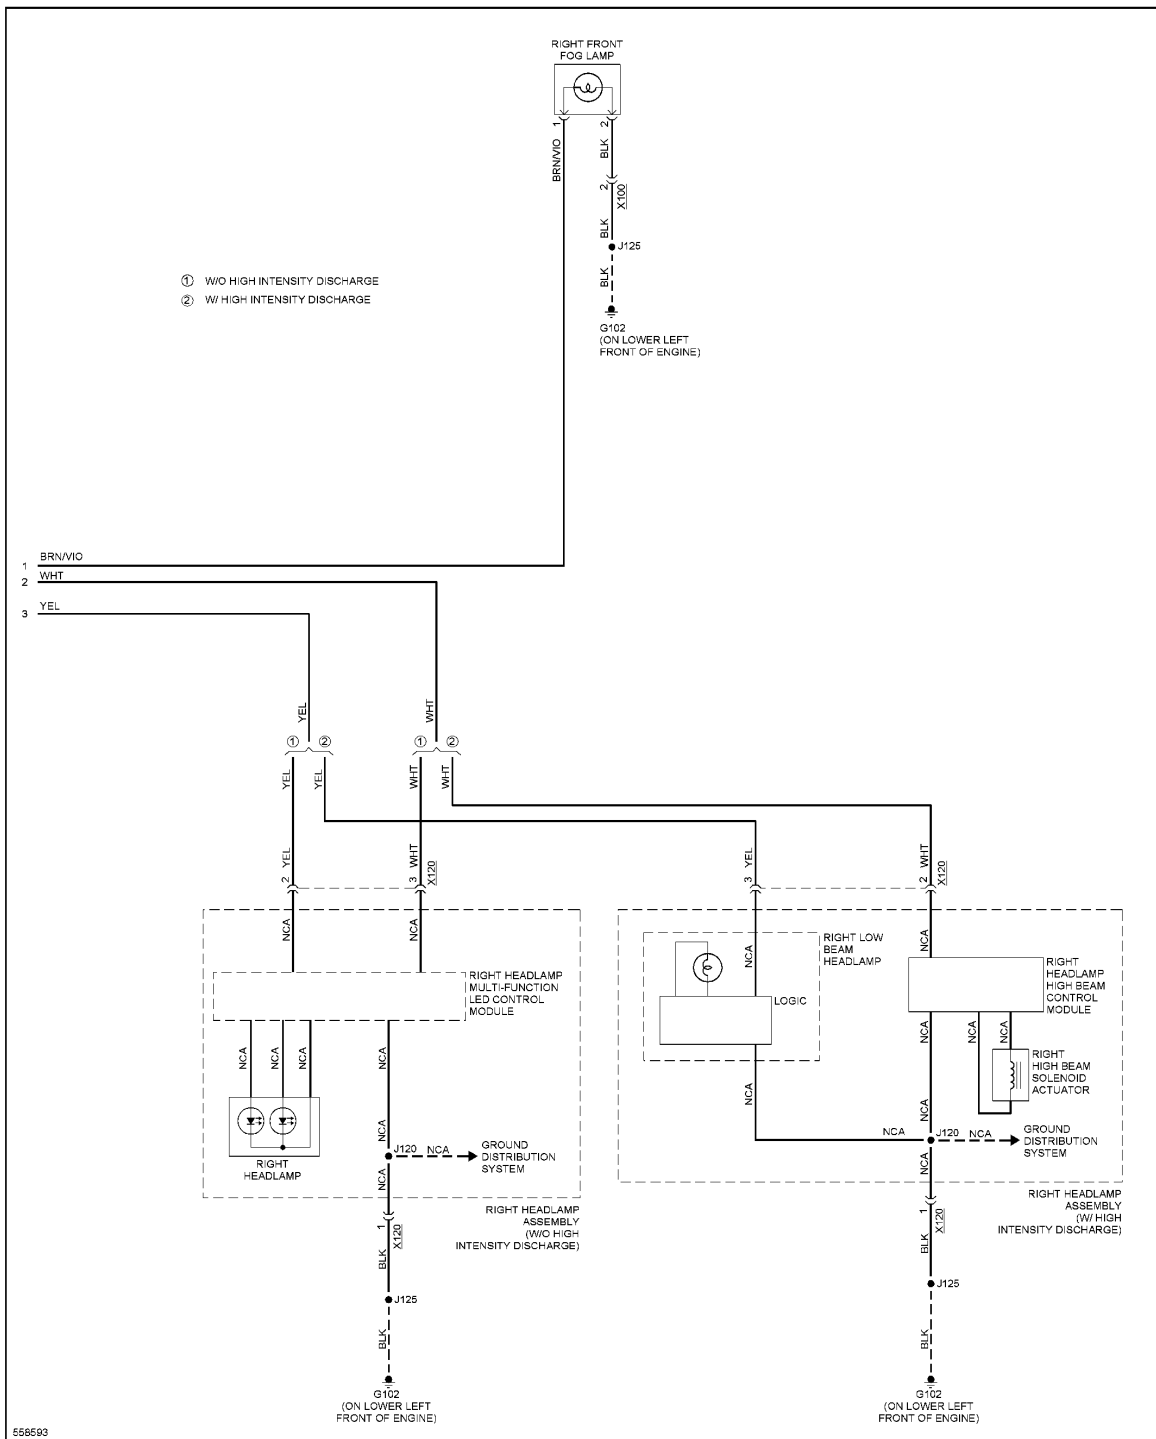 RIGHT FRONT
FOG LAMP
1
2
BRN/VIO
BLK
2
X100
BLK
J125
BLK
G102
(ON LOWER LEFT
FRONT OF ENGINE)
① W/O HIGH INTENSITY DISCHARGE
② W/ HIGH INTENSITY DISCHARGE
1 BRN/VIO
2 WHT
3 YEL
YEL
WHT
① ②
① ②
YEL
YEL
WHT
WHT
YEL
WHT
YEL
WHT
2
3
X120
3
2
X120
NCA
NCA
NCA
NCA
RIGHT HEADLAMP
MULTI-FUNCTION
LED CONTROL
MODULE
RIGHT LOW
BEAM
HEADLAMP
LOGIC
RIGHT
HEADLAMP
HIGH BEAM
CONTROL
MODULE
NCA
NCA
NCA
NCA
NCA
NCA
NCA
NCA
RIGHT
HIGH BEAM
SOLENOID
ACTUATOR
NCA
NCA
RIGHT
HEADLAMP
J120
NCA
GROUND
DISTRIBUTION
SYSTEM
NCA
NCA
J120
NCA
GROUND
DISTRIBUTION
SYSTEM
NCA
RIGHT HEADLAMP
ASSEMBLY
(W/O HIGH
INTENSITY DISCHARGE)
RIGHT HEADLAMP
ASSEMBLY
(W/ HIGH
INTENSITY DISCHARGE)
1
X120
BLK
1
X120
BLK
J125
J125
BLK
BLK
G102
(ON LOWER LEFT
FRONT OF ENGINE)
G102
(ON LOWER LEFT
FRONT OF ENGINE)
558593